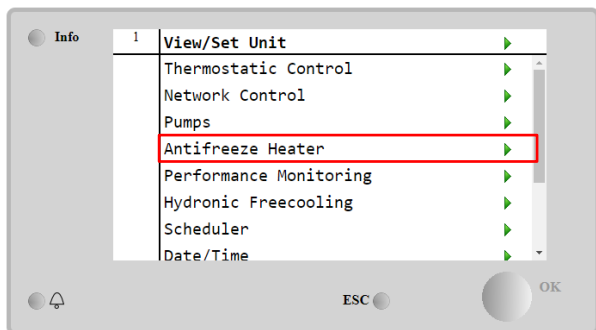 Info
1 View/Set Unit
Thermostatic Control
Network Control
Pumps
Antifreeze Heater
Performance Monitoring
Hydronic Freecooling
Scheduler
Date/Time
ESC
OK